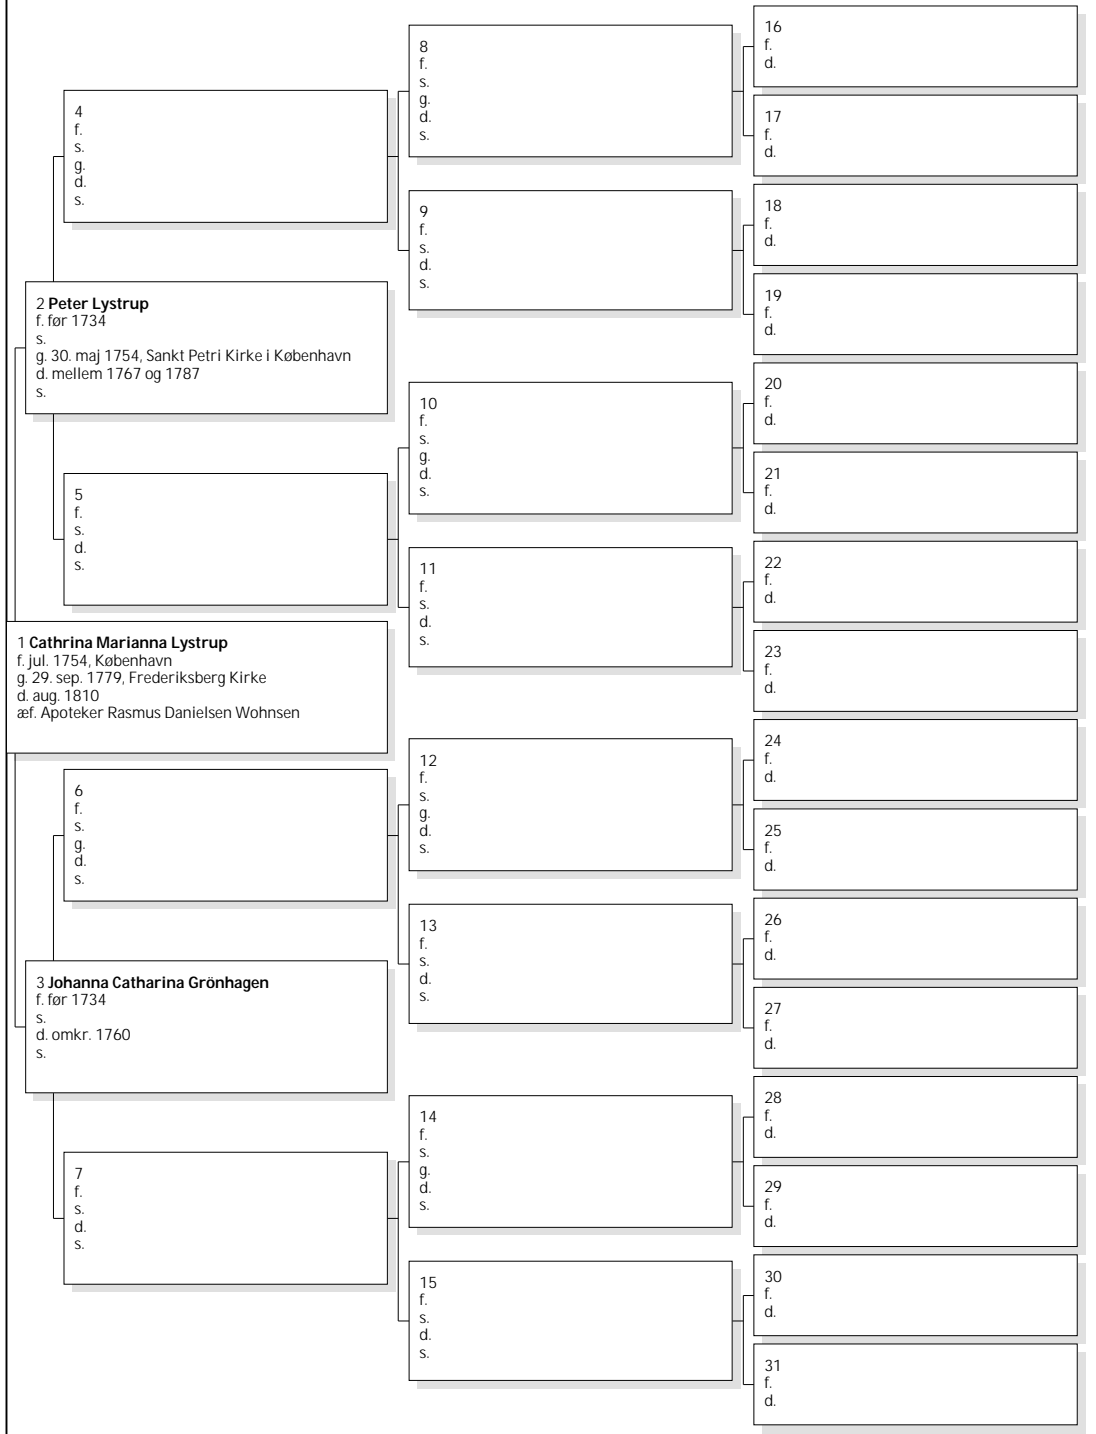 16
f.
d.
8
f.
s.
g.
d.
s.
17
f.
d.
4
f.
s.
g.
d.
s.
18
f.
d.
9
f.
s.
d.
s.
19
f.
d.
2 Peter Lystrup
f. før 1734
s.
g. 30. maj 1754, Sankt Petri Kirke i København
d. mellem 1767 og 1787
s.
20
f.
d.
10
f.
s.
g.
d.
s.
21
f.
d.
5
f.
s.
d.
s.
22
f.
d.
11
f.
s.
d.
s.
23
f.
d.
1 Cathrina Marianna Lystrup
f. jul. 1754, København
g. 29. sep. 1779, Frederiksberg Kirke
d. aug. 1810
æf. Apoteker Rasmus Danielsen Wohnsen
24
f.
d.
12
f.
s.
g.
d.
s.
25
f.
d.
6
f.
s.
g.
d.
s.
26
f.
d.
13
f.
s.
d.
s.
27
f.
d.
3 Johanna Catharina Grönhagen
f. før 1734
s.
d. omkr. 1760
s.
28
f.
d.
14
f.
s.
g.
d.
s.
29
f.
d.
7
f.
s.
d.
s.
30
f.
d.
15
f.
s.
d.
s.
31
f.
d.